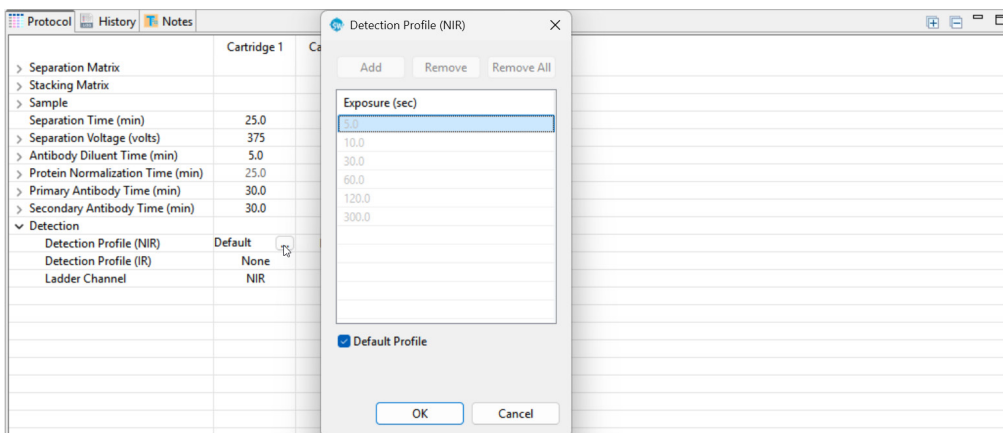 Protocol History Notes
Cartridge 1 Ca
Separation Matrix
Stacking Matrix
Sample
Separation Time (min) 25.0
Separation Voltage (volts) 375
Antibody Diluent Time (min) 5.0
Protein Normalization Time (min) 25.0
Primary Antibody Time (min) 30.0
Secondary Antibody Time (min) 30.0
Detection
Detection Profile (NIR) Default ...
Detection Profile (IR) None
Ladder Channel NIR
Detection Profile (NIR)
Add Remove Remove All
Exposure (sec)
5.0
10.0
30.0
60.0
120.0
300.0
Default Profile
OK Cancel